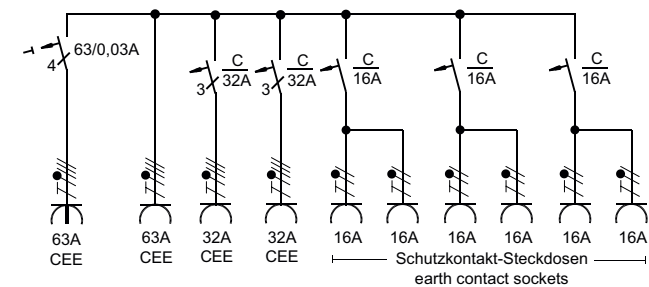 63/0,03A
4
C
32A
3
C
32A
3
C
16A
C
16A
C
16A
63A
CEE
63A
CEE
32A
CEE
32A
CEE
16A
16A
16A
16A
16A
16A
Schutzkontakt-Steckdosen
earth contact sockets